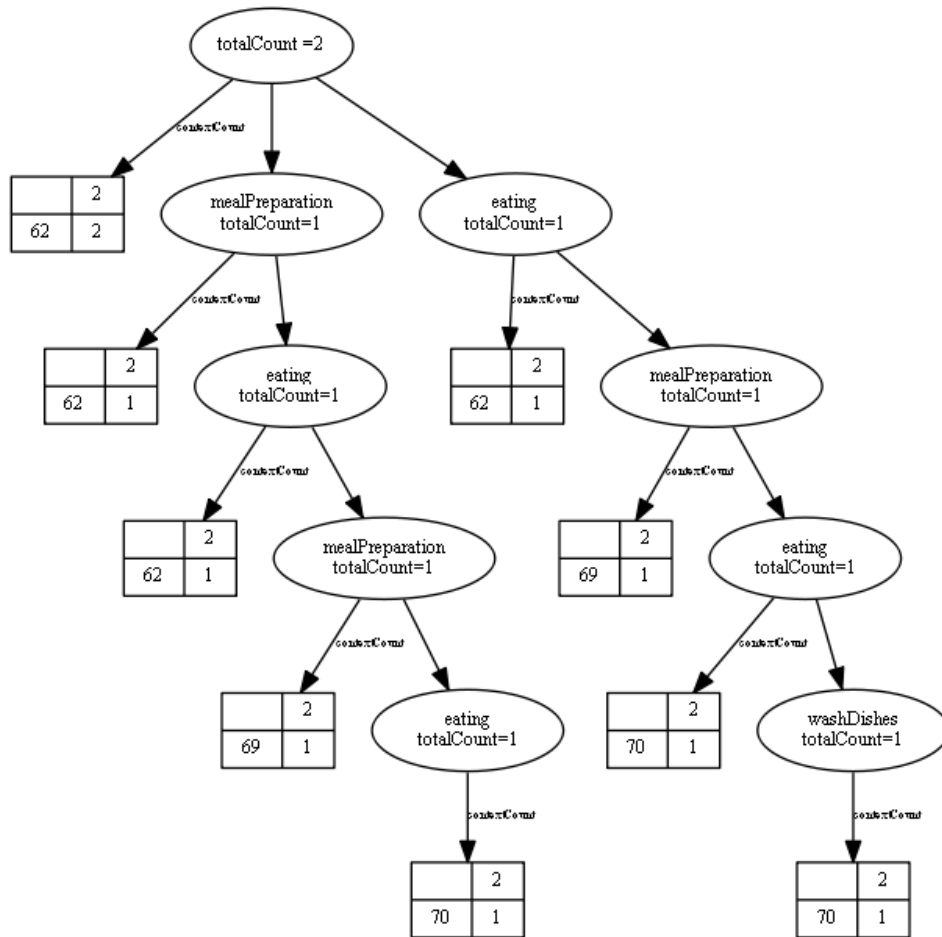 totalCount =2
contextCount
2
62 2
mealPreparation
totalCount=1
eating
totalCount=1
contextCount
contextCount
2
62 1
2
62 1
eating
totalCount=1
mealPreparation
totalCount=1
contextCount
contextCount
2
62 1
2
69 1
mealPreparation
totalCount=1
eating
totalCount=1
contextCount
contextCount
2
69 1
2
70 1
eating
totalCount=1
washDishes
totalCount=1
contextCount
contextCount
2
70 1
2
70 1